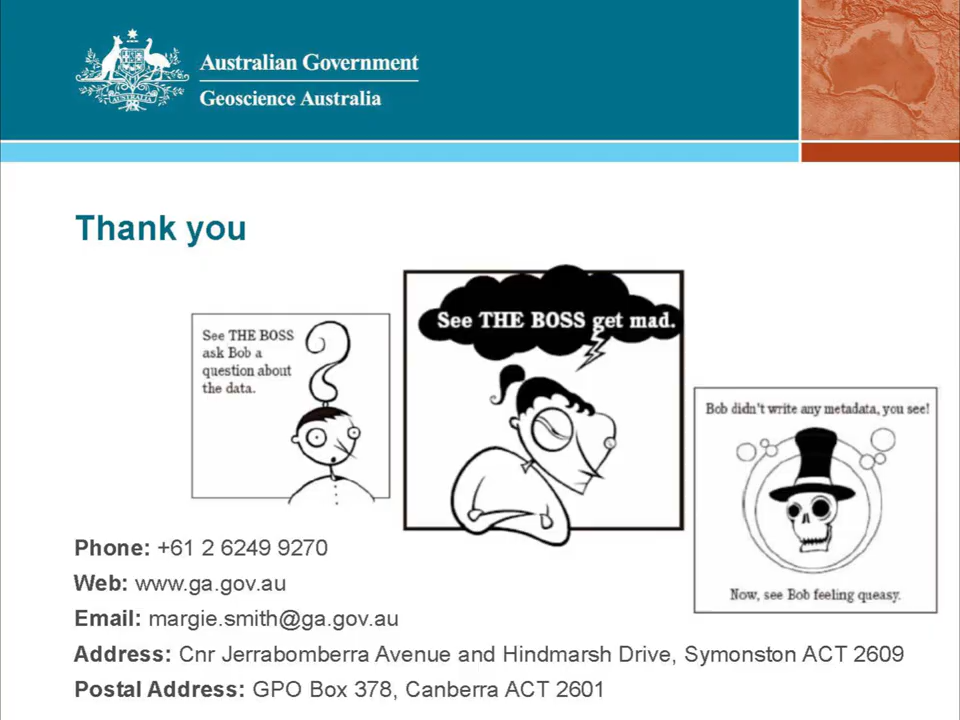 Australian Government
Geoscience Australia
Thank you
See THE BOSS
ask Bob a
question about
the data.
See THE BOSS get mad.
Bob didn't write any metadata, you see!
Now, see Bob feeling queasy.
Phone: +61 2 6249 9270
Web: www.ga.gov.au
Email: margie.smith@ga.gov.au
Address: Cnr Jerrabomberra Avenue and Hindmarsh Drive, Symonston ACT 2609
Postal Address: GPO Box 378, Canberra ACT 2601